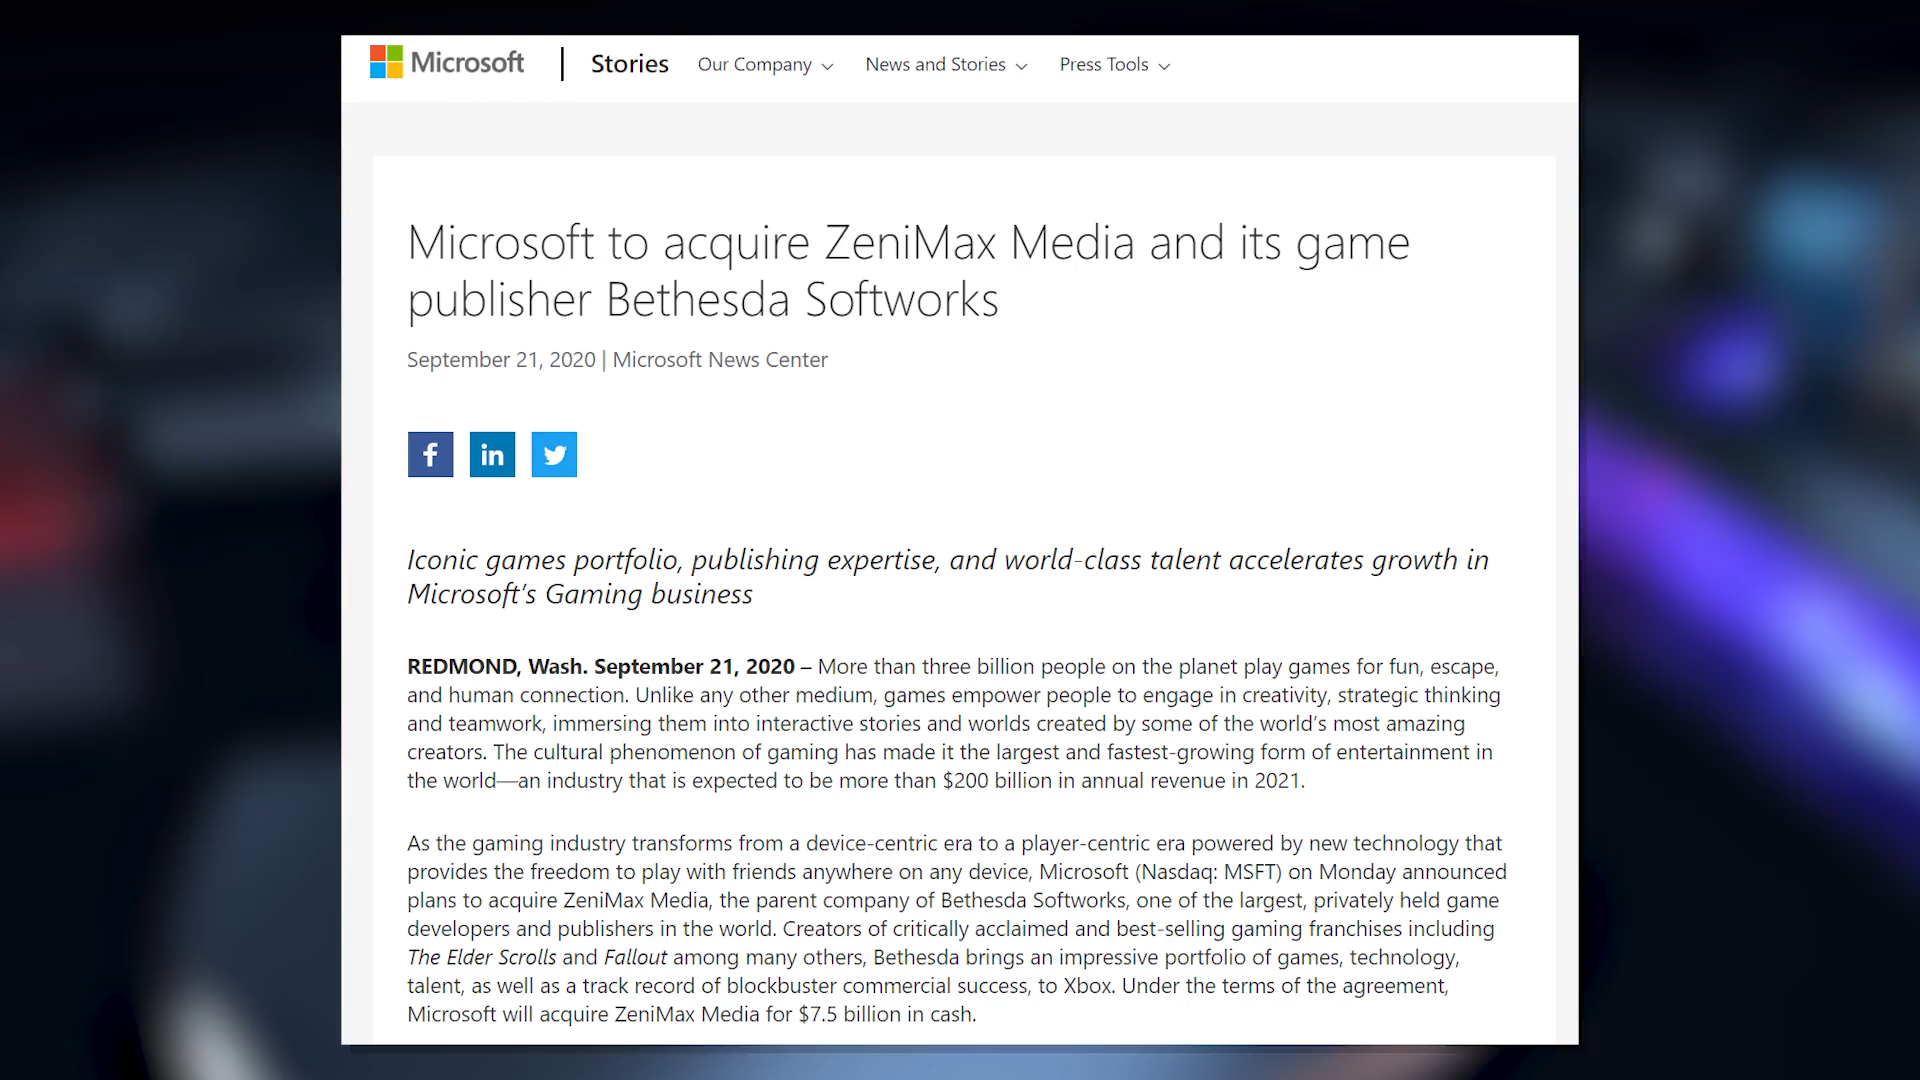 Microsoft | Stories Our Company News and Stories Press Tools
Microsoft to acquire ZeniMax Media and its game
publisher Bethesda Softworks
September 21, 2020 | Microsoft News Center
f in
Iconic games portfolio, publishing expertise, and world-class talent accelerates growth in
Microsoft’s Gaming business
REDMOND, Wash. September 21, 2020 – More than three billion people on the planet play games for fun, escape,
and human connection. Unlike any other medium, games empower people to engage in creativity, strategic thinking
and teamwork, immersing them into interactive stories and worlds created by some of the world’s most amazing
creators. The cultural phenomenon of gaming has made it the largest and fastest-growing form of entertainment in
the world—an industry that is expected to be more than $200 billion in annual revenue in 2021.
As the gaming industry transforms from a device-centric era to a player-centric era powered by new technology that
provides the freedom to play with friends anywhere on any device, Microsoft (Nasdaq: MSFT) on Monday announced
plans to acquire ZeniMax Media, the parent company of Bethesda Softworks, one of the largest, privately held game
developers and publishers in the world. Creators of critically acclaimed and best-selling gaming franchises including
The Elder Scrolls and Fallout among many others, Bethesda brings an impressive portfolio of games, technology,
talent, as well as a track record of blockbuster commercial success, to Xbox. Under the terms of the agreement,
Microsoft will acquire ZeniMax Media for $7.5 billion in cash.